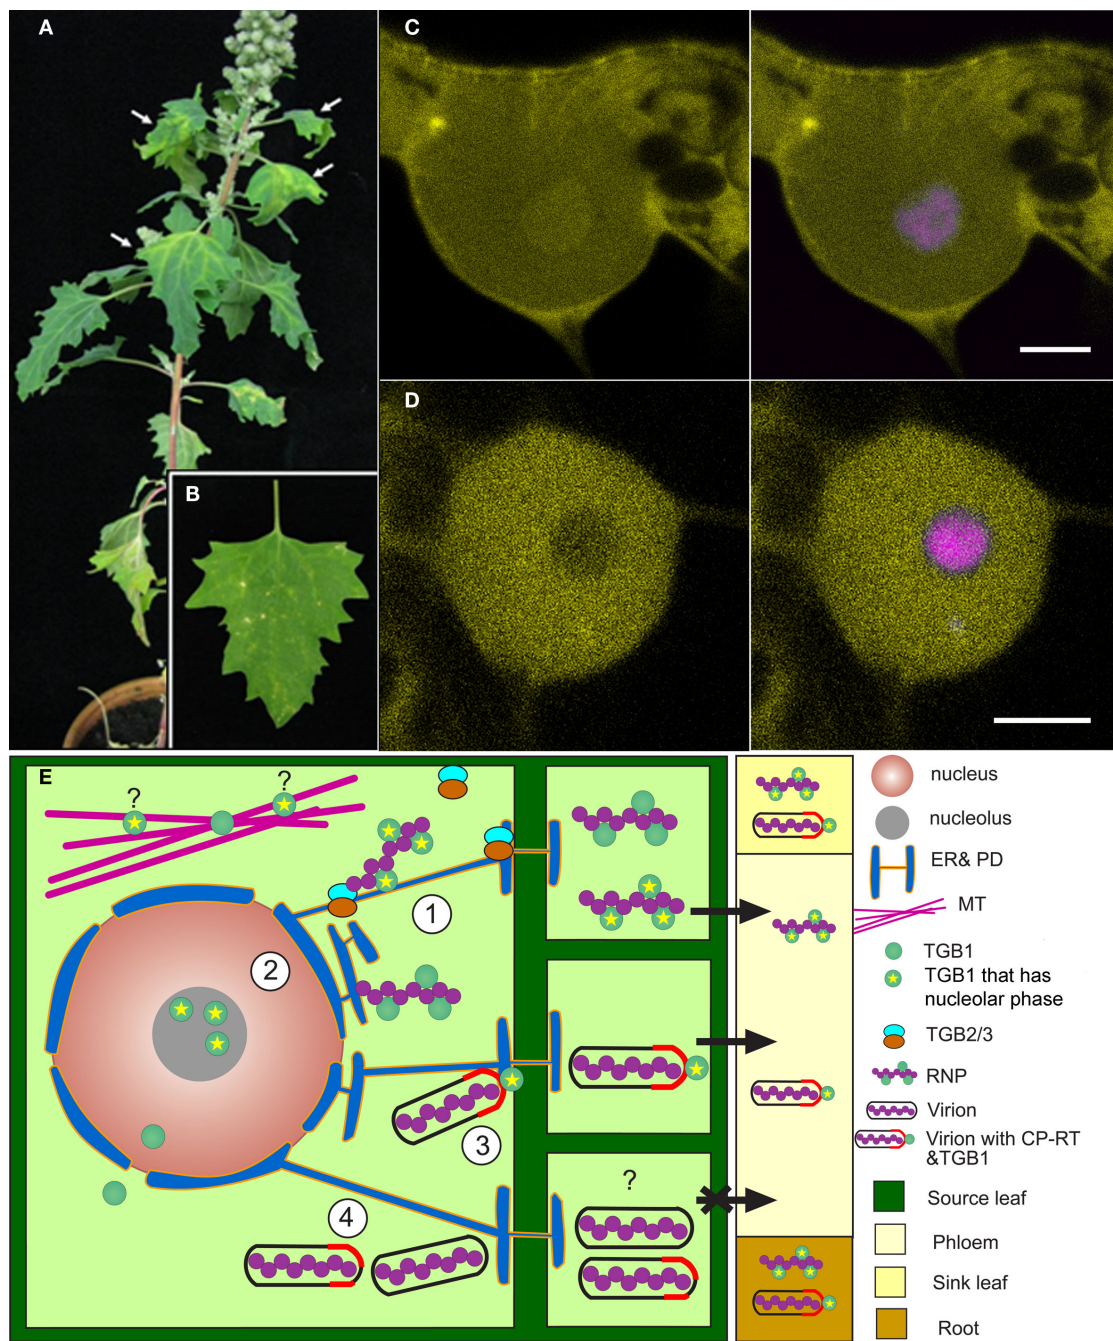 A
B
C
D
E
?
?
1
2
3
4
?
nucleus
nucleolus
ER& PD
MT
TGB1
TGB1 that has
nucleolar phase
TGB2/3
RNP
Virion
Virion with CP-RT
&TGB1
Source leaf
Phloem
Sink leaf
Root